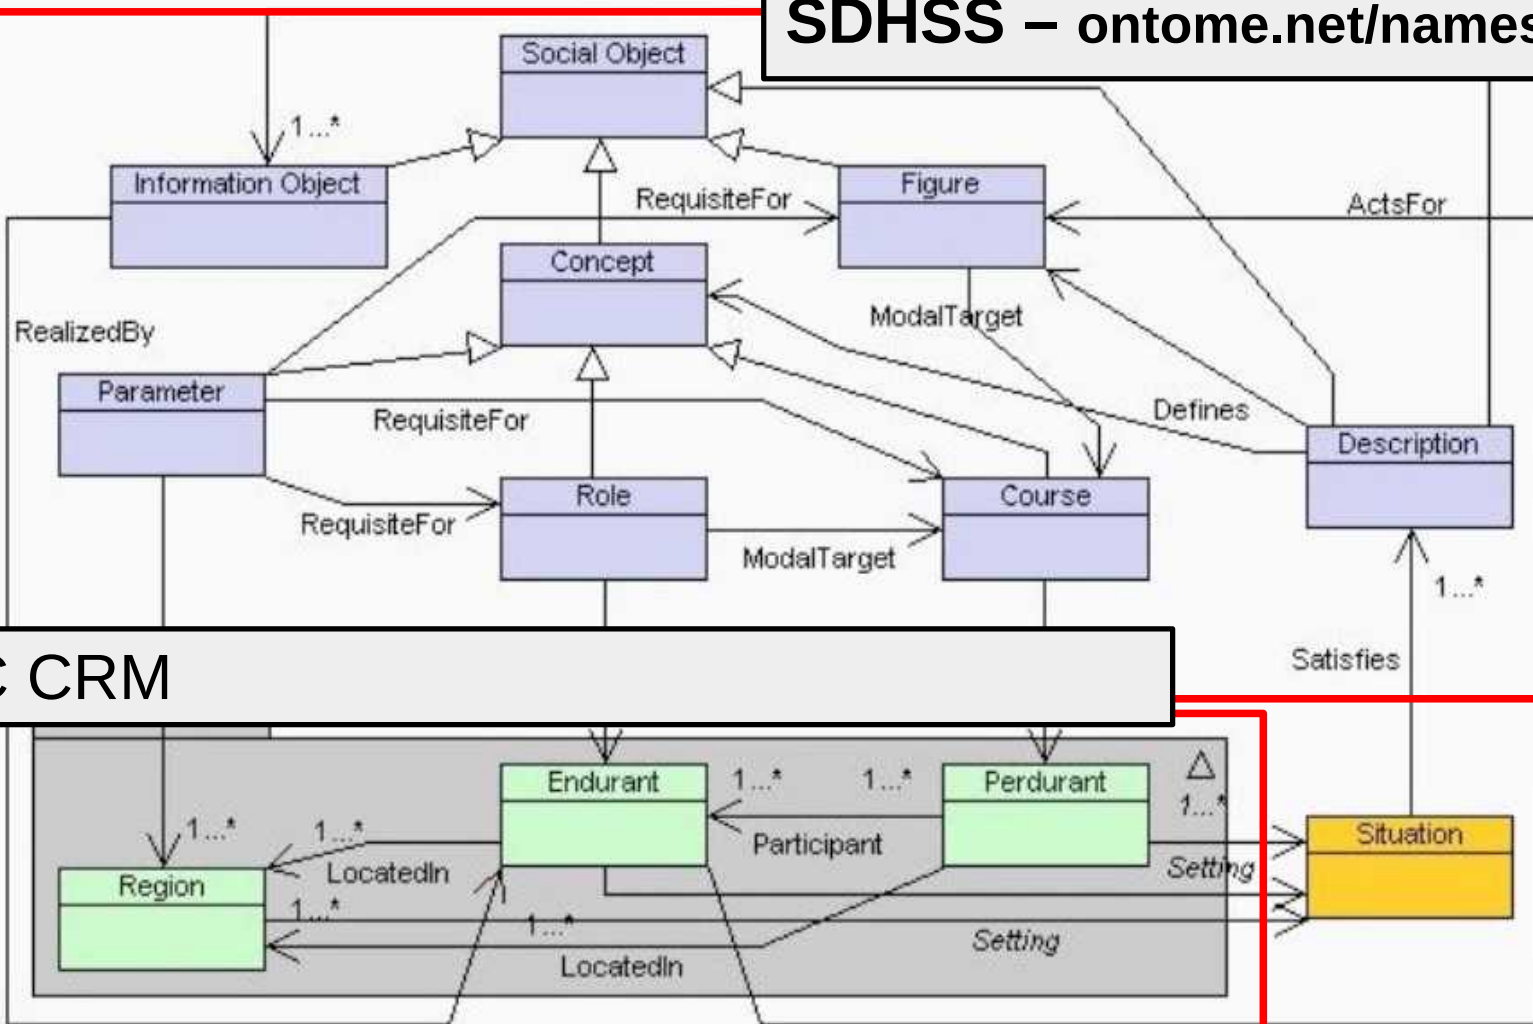 SDHSS – ontome.net/names
Social Object
1...*
Information Object
RequisiteFor
Figure
ActsFor
Concept
ModalTarget
RealizedBy
Parameter
RequisiteFor
Defines
Description
Role
Course
RequisiteFor
ModalTarget
1...*
Satisfies
CRM
Endurant
1...*
1...*
Perdurant
1...*
1...*
1...*
Participant
Setting
Situation
LocatedIn
Region
1...*
1...*
Setting
LocatedIn